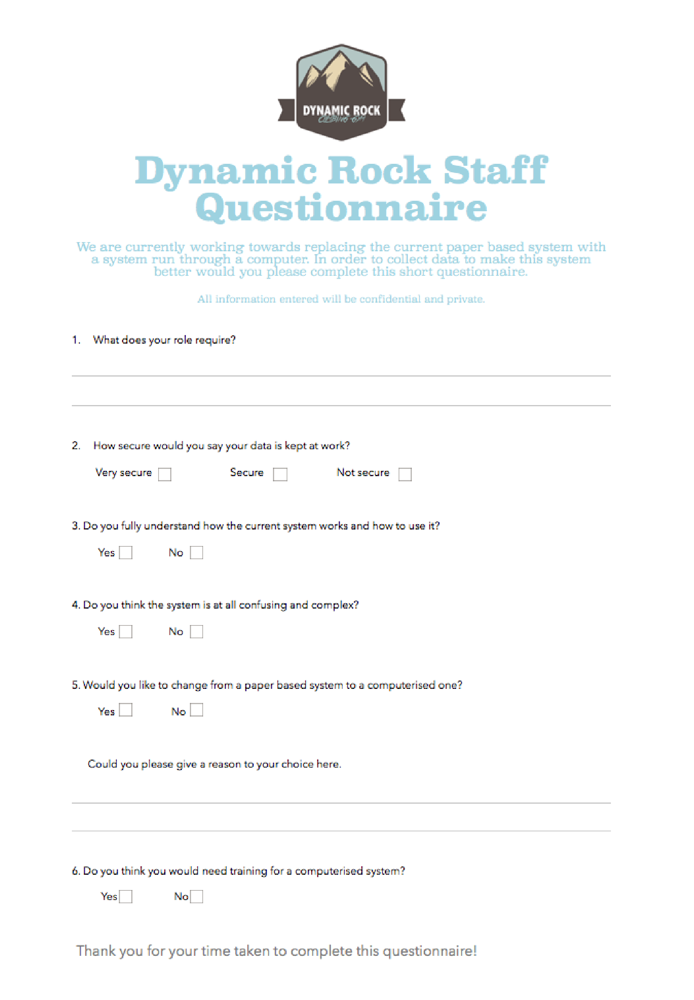 DYNAMIC ROCK
CLIMBING GYM
Dynamic Rock Staff
Questionnaire
We are currently working towards replacing the current paper based system with
a system run through a computer. In order to collect data to make this system
better would you please complete this short questionnaire.
All information entered will be confidential and private.
1. What does your role require?
2. How secure would you say your data is kept at work?
Very secure Secure Not secure
3. Do you fully understand how the current system works and how to use it?
Yes No
4. Do you think the system is at all confusing and complex?
Yes No
5. Would you like to change from a paper based system to a computerised one?
Yes No
Could you please give a reason to your choice here.
6. Do you think you would need training for a computerised system?
Yes No
Thank you for your time taken to complete this questionnaire!